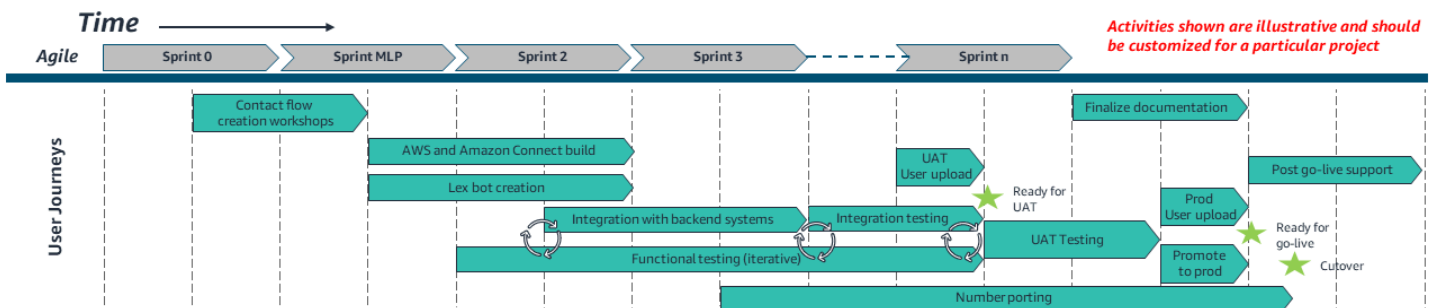 Time
Activities shown are illustrative and should
be customized for a particular project
Agile
Sprint 0
Sprint MLP
Sprint 2
Sprint 3
Sprint n
User Journeys
Contact flow
creation workshops
Finalize documentation
AWS and Amazon Connect build
UAT
User upload
Post go-live support
Lex bot creation
Ready for
UAT
Prod
User upload
Integration with backend systems
Integration testing
UAT Testing
Ready for
go-live
Functional testing (iterative)
Promote
to prod
Cutover
Number porting